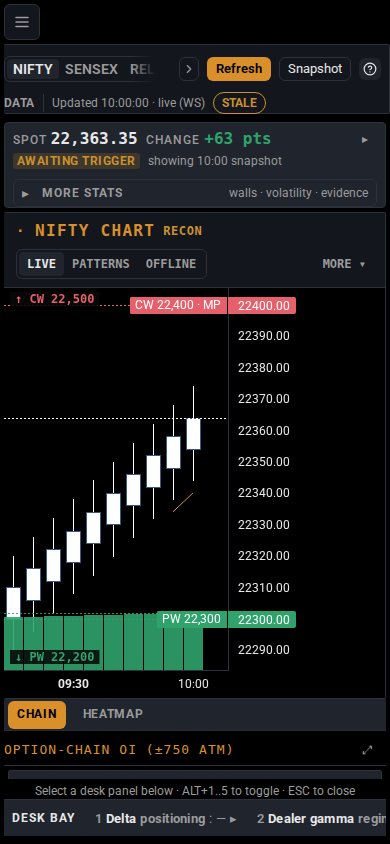 NIFTY SENSEX REL Refresh Snapshot
DATA Updated 10:00:00 · live (WS) STALE
SPOT 22,363.35 CHANGE +63 pts ▸
AWAITING TRIGGER showing 10:00 snapshot
▸ MORE STATS walls · volatility · evidence
· NIFTY CHART RECON
LIVE PATTERNS OFFLINE MORE ▾
↑ CW 22,500
CW 22,400 · MP 22400.00
22390.00
22380.00
22370.00
22360.00
22350.00
22340.00
22330.00
22320.00
22310.00
PW 22,300 22300.00
↓ PW 22,200
22290.00
09:30 10:00
CHAIN HEATMAP
OPTION-CHAIN OI (±750 ATM) ⤢
Select a desk panel below · ALT+1..5 to toggle · ESC to close
DESK BAY 1 Delta positioning : — ▸ 2 Dealer gamma regim